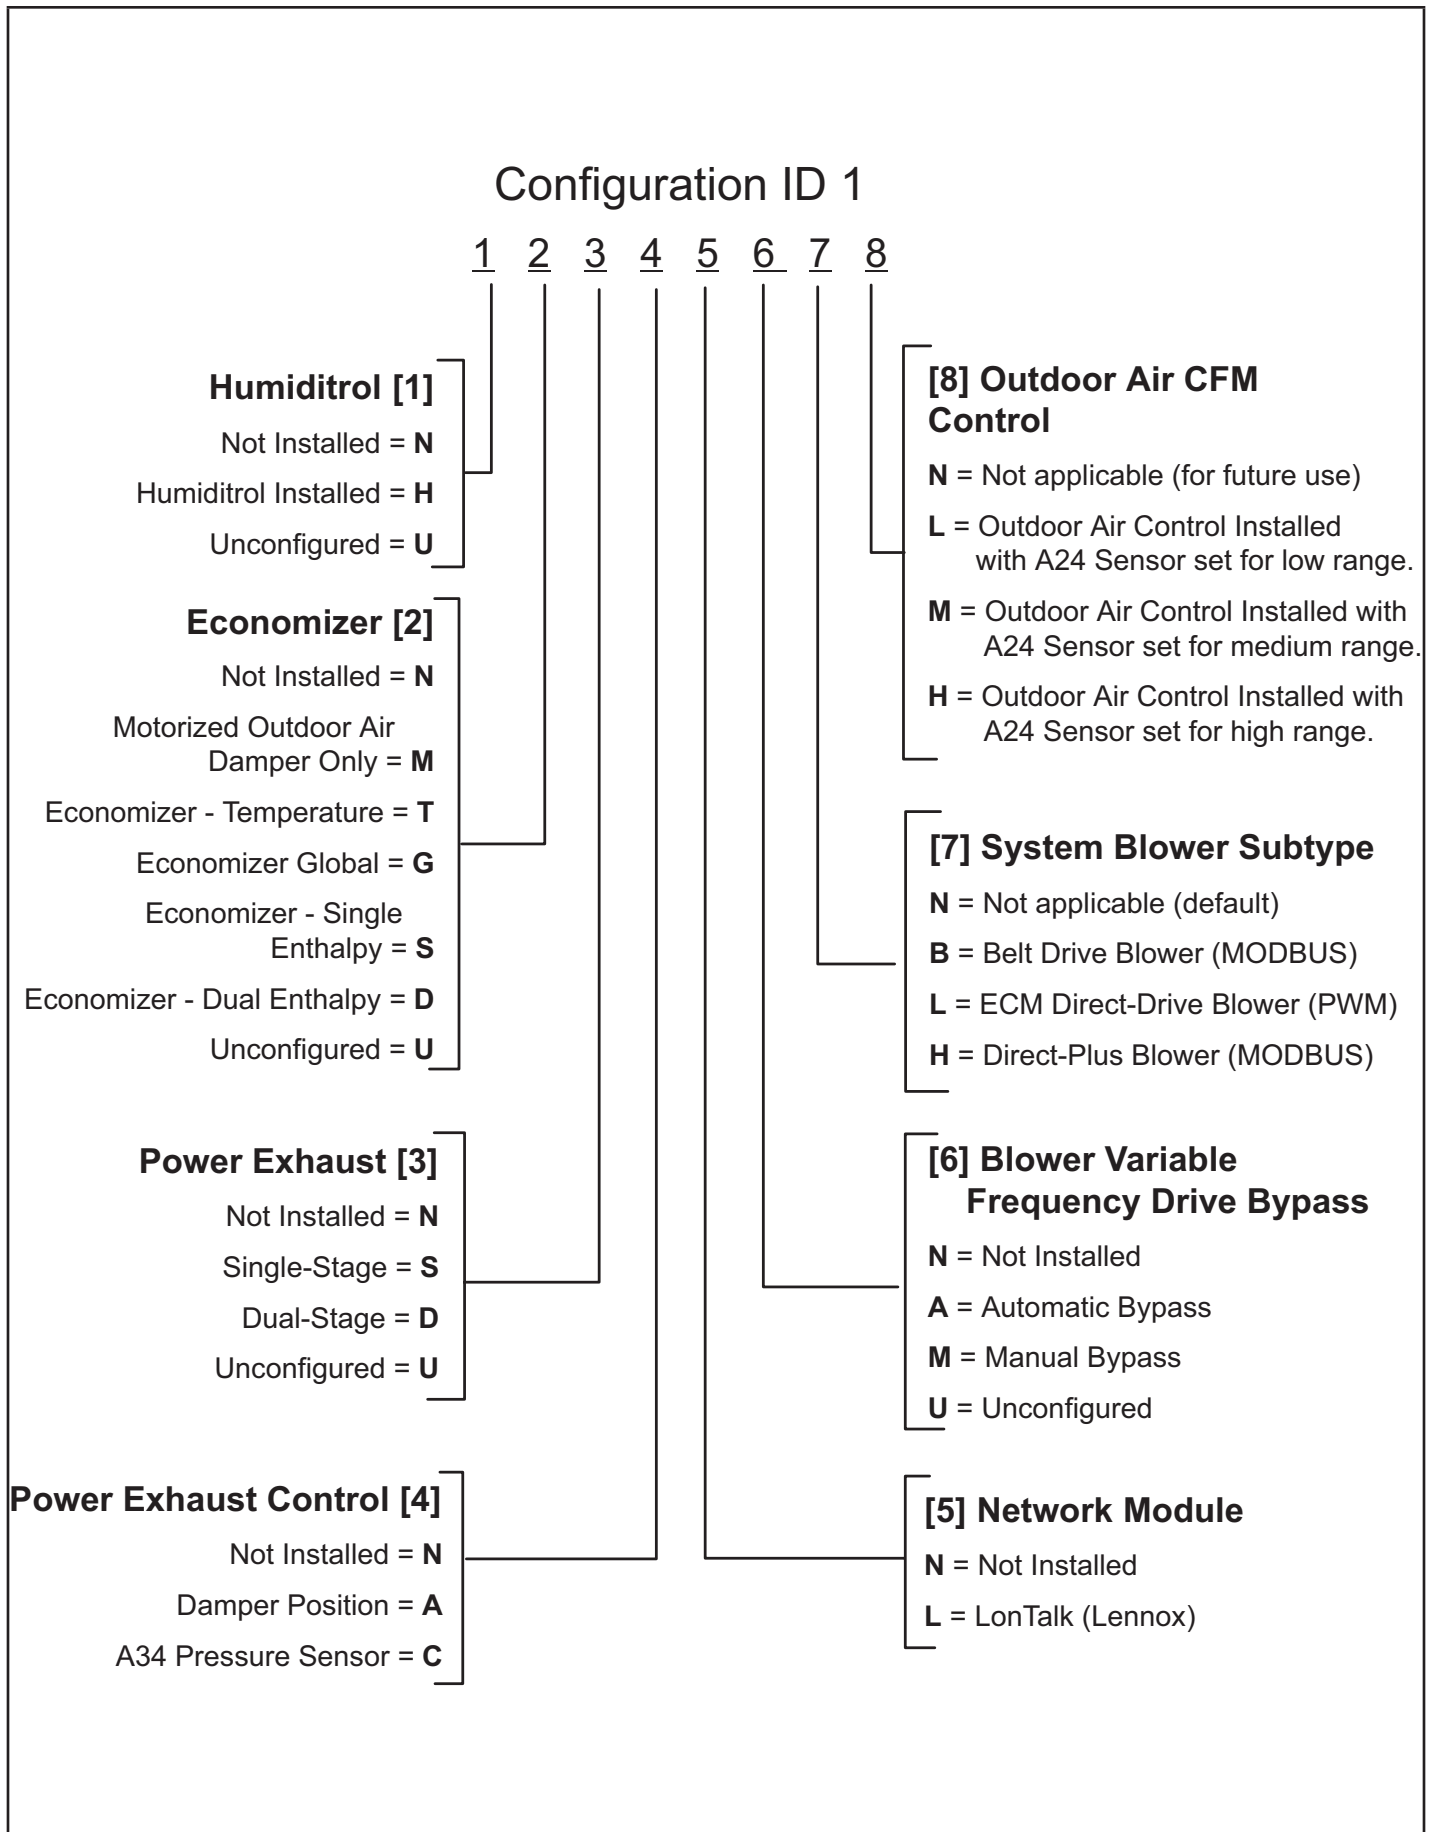 Configuration ID 1
1 2 3 4 5 6 7 8
Humiditrol [1]
Not Installed = N
Humiditrol Installed = H
Unconfigured = U
Economizer [2]
Not Installed = N
Motorized Outdoor Air
Damper Only = M
Economizer - Temperature = T
Economizer Global = G
Economizer - Single
Enthalpy = S
Economizer - Dual Enthalpy = D
Unconfigured = U
Power Exhaust [3]
Not Installed = N
Single-Stage = S
Dual-Stage = D
Unconfigured = U
Power Exhaust Control [4]
Not Installed = N
Damper Position = A
A34 Pressure Sensor = C
[8] Outdoor Air CFM
Control
N = Not applicable (for future use)
L = Outdoor Air Control Installed
with A24 Sensor set for low range.
M = Outdoor Air Control Installed with
A24 Sensor set for medium range.
H = Outdoor Air Control Installed with
A24 Sensor set for high range.
[7] System Blower Subtype
N = Not applicable (default)
B = Belt Drive Blower (MODBUS)
L = ECM Direct-Drive Blower (PWM)
H = Direct-Plus Blower (MODBUS)
[6] Blower Variable
Frequency Drive Bypass
N = Not Installed
A = Automatic Bypass
M = Manual Bypass
U = Unconfigured
[5] Network Module
N = Not Installed
L = LonTalk (Lennox)